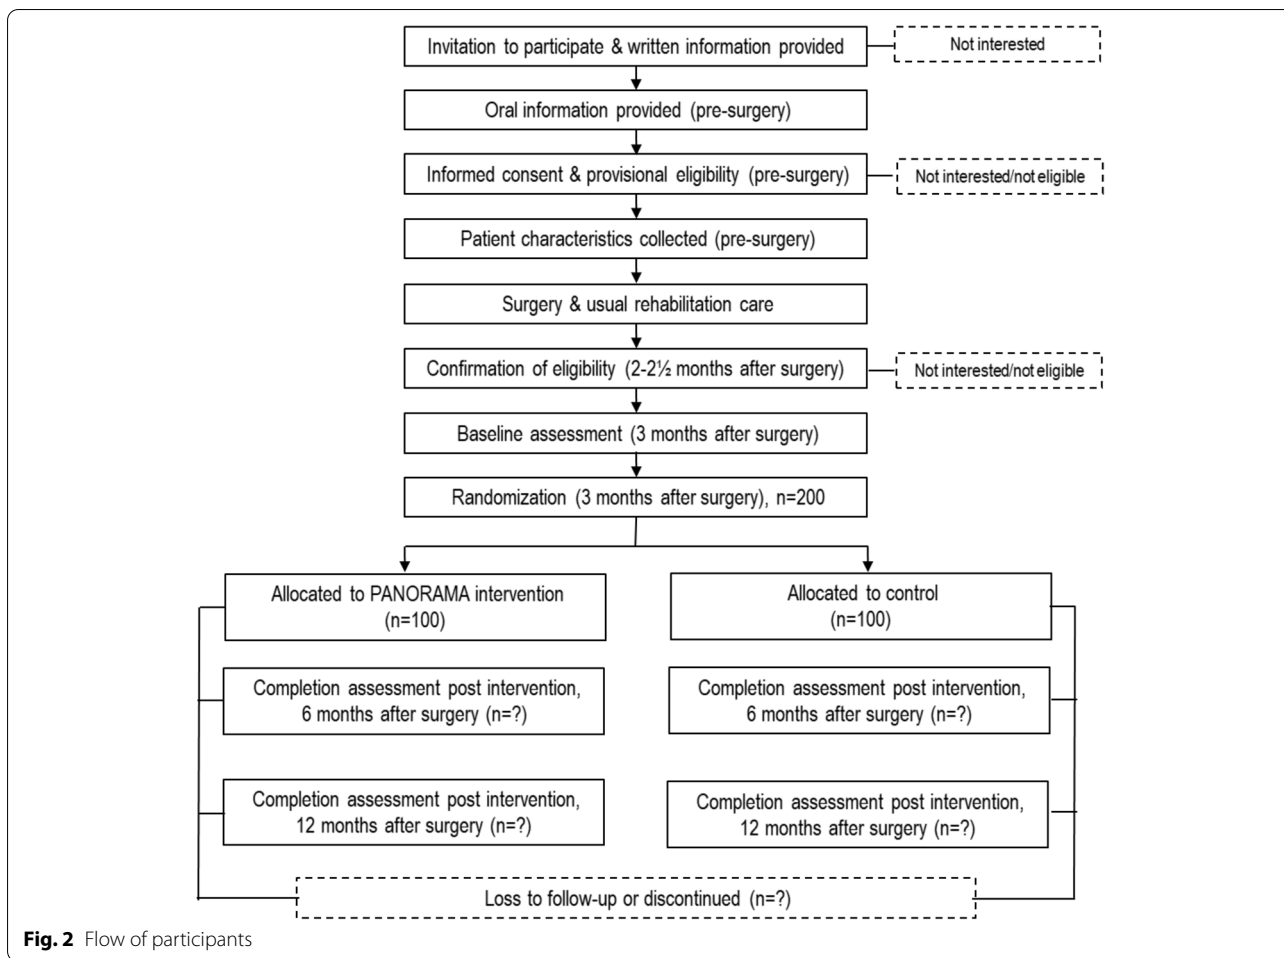 Invitation to participate & written information provided
Not interested
Oral information provided (pre-surgery)
Informed consent & provisional eligibility (pre-surgery)
Not interested/not eligible
Patient characteristics collected (pre-surgery)
Surgery & usual rehabilitation care
Confirmation of eligibility (2-2½ months after surgery)
Not interested/not eligible
Baseline assessment (3 months after surgery)
Randomization (3 months after surgery), n=200
Allocated to PANORAMA intervention
(n=100)
Allocated to control
(n=100)
Completion assessment post intervention,
6 months after surgery (n=?)
Completion assessment post intervention,
6 months after surgery (n=?)
Completion assessment post intervention,
12 months after surgery (n=?)
Completion assessment post intervention,
12 months after surgery (n=?)
Loss to follow-up or discontinued (n=?)
Fig. 2 Flow of participants